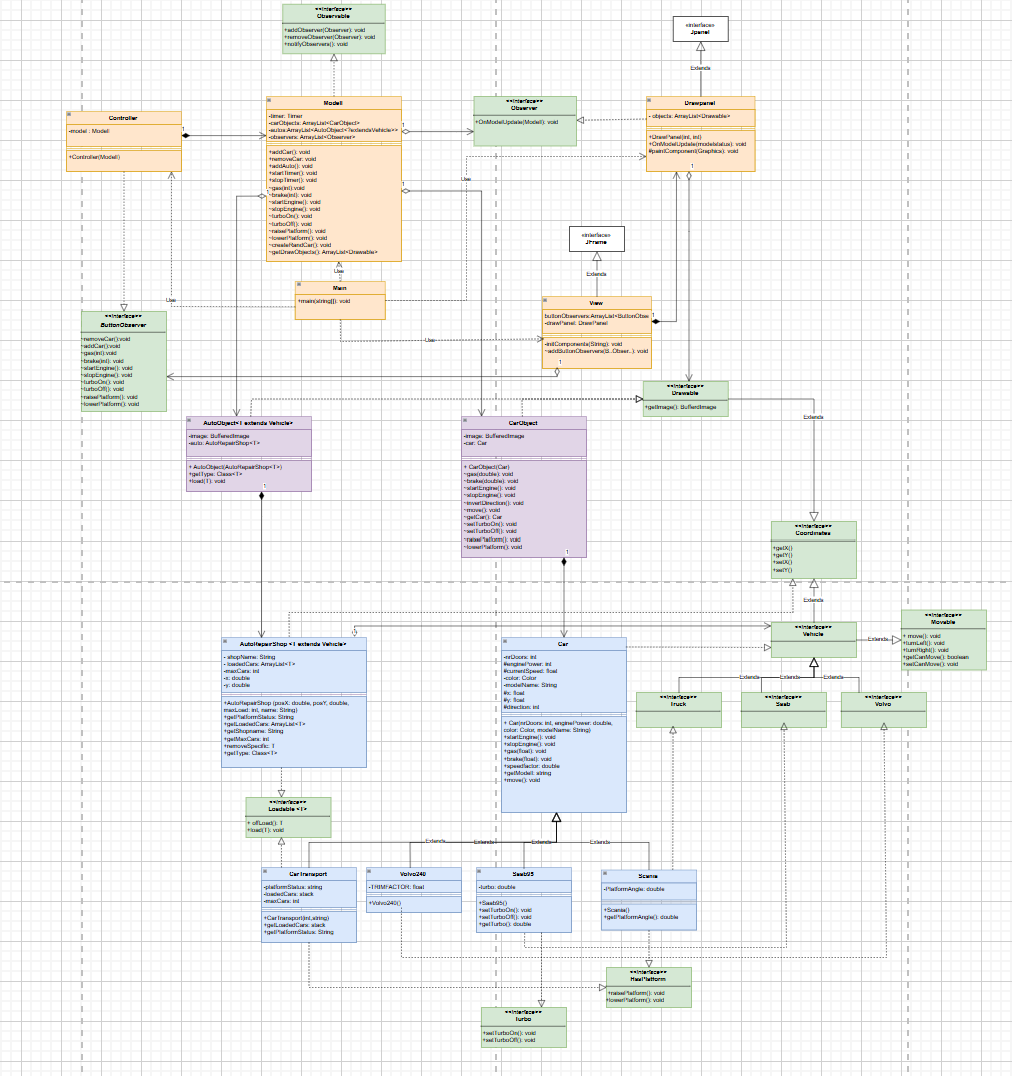 <<Interface>>
Observable
+addObserver(Observer): void
+removeObserver(Observer): void
+notifyObservers(): void
«interface»
Jpanel
Extends
Controller
-model : Modell
+Controller(Modell)
1
Modell
-timer: Timer
-carObjects: ArrayList<CarObject>
-autos:ArrayList<AutoObject<?extendsVehicle>>
-observers: ArrayList<Observer>
+addCar(): void
+removeCar: void
+addAuto(): void
+startTimer(): void
+stopTimer(): void
~gas(int):void
~brake(int): void
~startEngine(): void
~stopEngine(): void
~turboOn(): void
~turboOff(): void
~raisePlatform(): void
~lowerPlatform(): void
~createRandCar(): void
~getDrawObjects(): ArrayList<Drawable>
1
1
<<Interface>>
Observer
+OnModelUpdate(Modell): void
Drawpanel
- objects: ArrayList<Drawable>
+DrawPanel(int, int)
+OnModelUpdate(modelstatus): void
#paintComponent(Graphics): void
1
Use
«interface»
JFrame
Extends
Use
Main
+main(string[]): void
Use
Use
View
buttonObservers:ArrayList<ButtonObse
-drawPanel: DrawPanel
-initComponents(String): void
~addButtonObservers(B..Obser..): void
1
1
<<Interface>>
ButtonObserver
~removeCar():void
~addCar():void
~gas(int):void
~brake(int): void
~startEngine(): void
~stopEngine(): void
~turboOn(): void
~turboOff(): void
~raisePlatform(): void
~lowerPlatform(): void
<<Interface>>
Drawable
+getImage(): BufferdImage
Extends
AutoObject<T extends Vehicle>
-image: BufferedImage
-auto: AutoRepairShop<T>
+ AutoObject(AutoRepairShop<T>)
+getType: Class<T>
+load(T): void
1
CarObject
-image: BufferedImage
-car: Car
+ CarObject(Car)
~gas(double): void
~brake(double): void
~startEngine(): void
~stopEngine(): void
~invertDirection(): void
~move(): void
~getCar(): Car
~setTurboOn(): void
~setTurboOff(): void
~raisePlatform(): void
~lowerPlatform(): void
1
<<Interface>>
Coordinates
+getX()
+getY()
+setX()
+setY()
Extends
<<Interface>>
Vehicle
Extends
<<Interface>>
Movable
+ move(): void
+turnLeft(): void
+turnRight(): void
+getCanMove(): boolean
+setCanMove(): void
Extends
Extends
Extends
<<Interface>>
Truck
<<Interface>>
Saab
<<Interface>>
Volvo
AutoRepairShop <T extends Vehicle>
- shopName: String
- loadedCars: ArrayList<T>
-maxCars: int
-x: double
-y: double
+AutoRepairShop (posX: double, posY, double,
maxLoad: int, name: String)
+getPlatformStatus: String
+getLoadedCars: ArrayList<T>
+getShopname: String
+getMaxCars: int
+removeSpecific: T
+getType: Class<T>
Car
-nrDoors: int
#enginePower: int
#currentSpeed: float
-color: Color
-modelName: String
#x: float
#y: float
#direction: int
+ Car(nrDoors: int, enginePower: double,
color: Color, modelName: String)
+startEngine(): void
+stopEngine(): void
+gas(float): void
+brake(float): void
+speedfactor: double
+getModell: string
+move(): void
<<Interface>>
Loadable <T>
+ offLoad(): T
+load(T): void
Extends
Extends
Extends
Extends
CarTransport
-platformStatus: string
-loadedCars: stack
-maxCars: int
+CarTransport(int,string)
+getLoadedCars: stack
+getPlatformStatus: String
Volvo240
-TRIMFACTOR: float
+Volvo240()
Saab95
-turbo: double
+Saab95()
+setTurboOn(): void
+setTurboOff(): void
+getTurbo(): double
Scania
-PlatformAngle: double
+Scania()
+getPlatformAngle(): double
<<Interface>>
HasPlatform
+raisePlatform(): void
+lowerPlatform(): void
<<Interface>>
Turbo
+setTurboOn(): void
+setTurboOff(): void